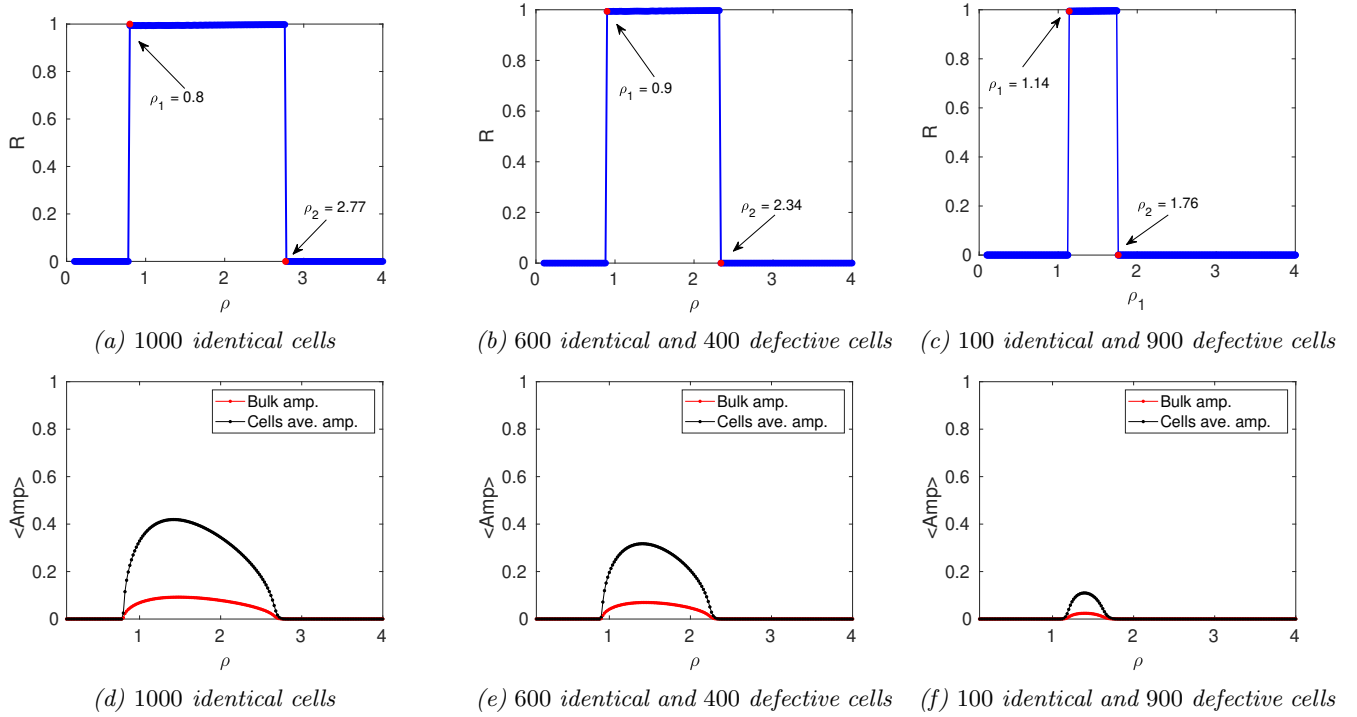 1
0.8
0.6
0.4
0.2
0
R
ρ1 = 0.8
ρ2 = 2.77
0 1 2 3 4
ρ
(a) 1000 identical cells
1
0.8
0.6
0.4
0.2
0
R
ρ1 = 0.9
ρ2 = 2.34
0 1 2 3 4
ρ
(b) 600 identical and 400 defective cells
1
0.8
0.6
0.4
0.2
0
R
ρ1 = 1.14
ρ2 = 1.76
0 1 2 3 4
ρ1
(c) 100 identical and 900 defective cells
1
0.8
0.6
0.4
0.2
0
<Amp>
Bulk amp.
Cells ave. amp.
1 2 3 4
ρ
(d) 1000 identical cells
1
0.8
0.6
0.4
0.2
0
<Amp>
Bulk amp.
Cells ave. amp.
1 2 3 4
ρ
(e) 600 identical and 400 defective cells
1
0.8
0.6
0.4
0.2
0
<Amp>
Bulk amp.
Cells ave. amp.
1 2 3 4
ρ
(f) 100 identical and 900 defective cells